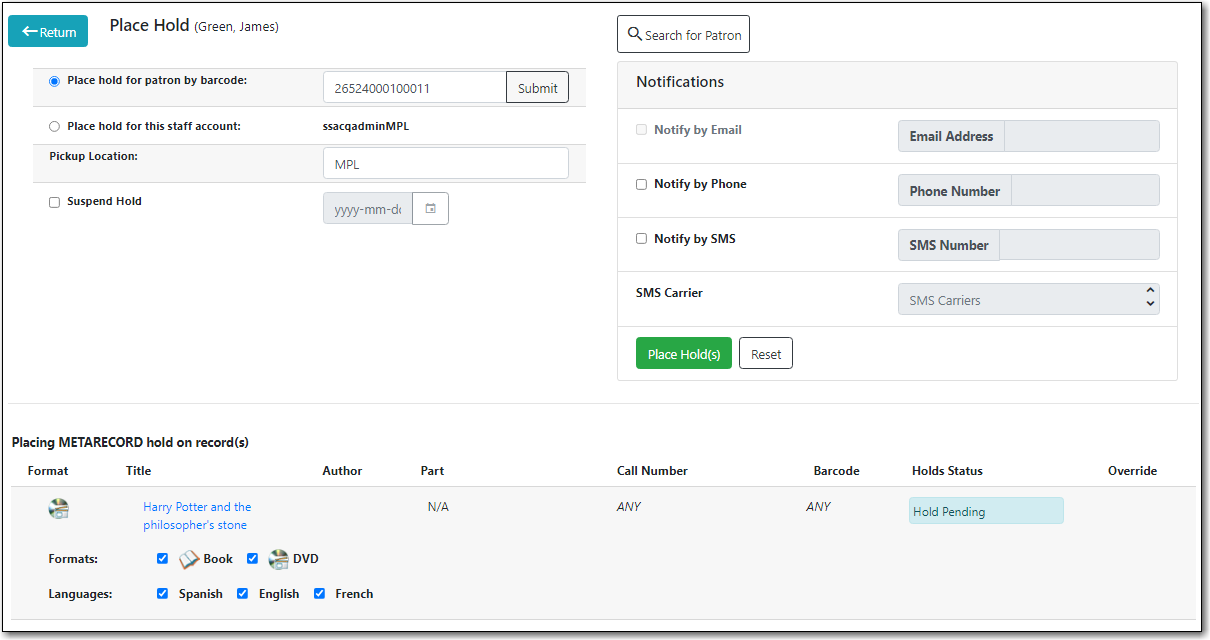 Return
Place Hold (Green, James)
Search for Patron
Place hold for patron by barcode:
26524000100011
Submit
Place hold for this staff account:
ssacqadminMPL
Pickup Location:
MPL
Suspend Hold
yyyy-mm-dd
Notifications
Notify by Email
Email Address
Notify by Phone
Phone Number
Notify by SMS
SMS Number
SMS Carrier
SMS Carriers
Place Hold(s)
Reset
Placing METARECORD hold on record(s)
Format Title Author Part Call Number Barcode Holds Status Override
Harry Potter and the
philosopher's stone
N/A
ANY
ANY
Hold Pending
Formats: Book DVD
Languages: Spanish English French